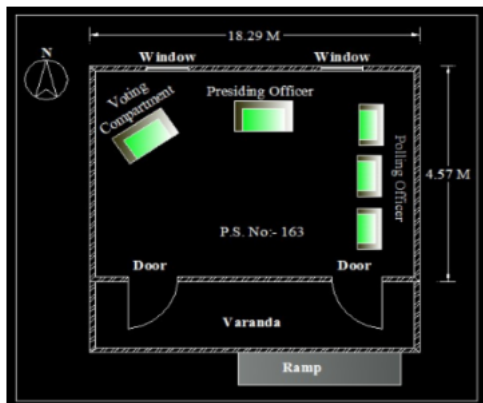 18.29 M
N
Window
Window
Voting
Compartment
Presiding Officer
Polling Officer
4.57 M
P.S. No:- 163
Door
Door
Varanda
Ramp